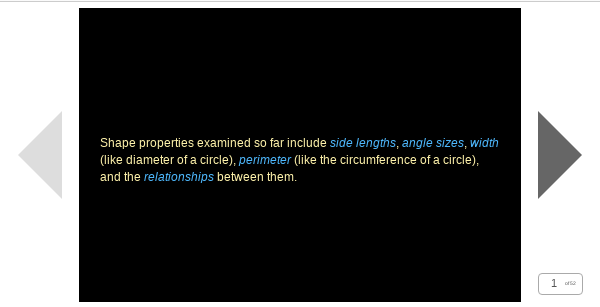 Shape properties examined so far include side lengths, angle sizes, width
(like diameter of a circle), perimeter (like the circumference of a circle),
and the relationships between them.
1 of 52